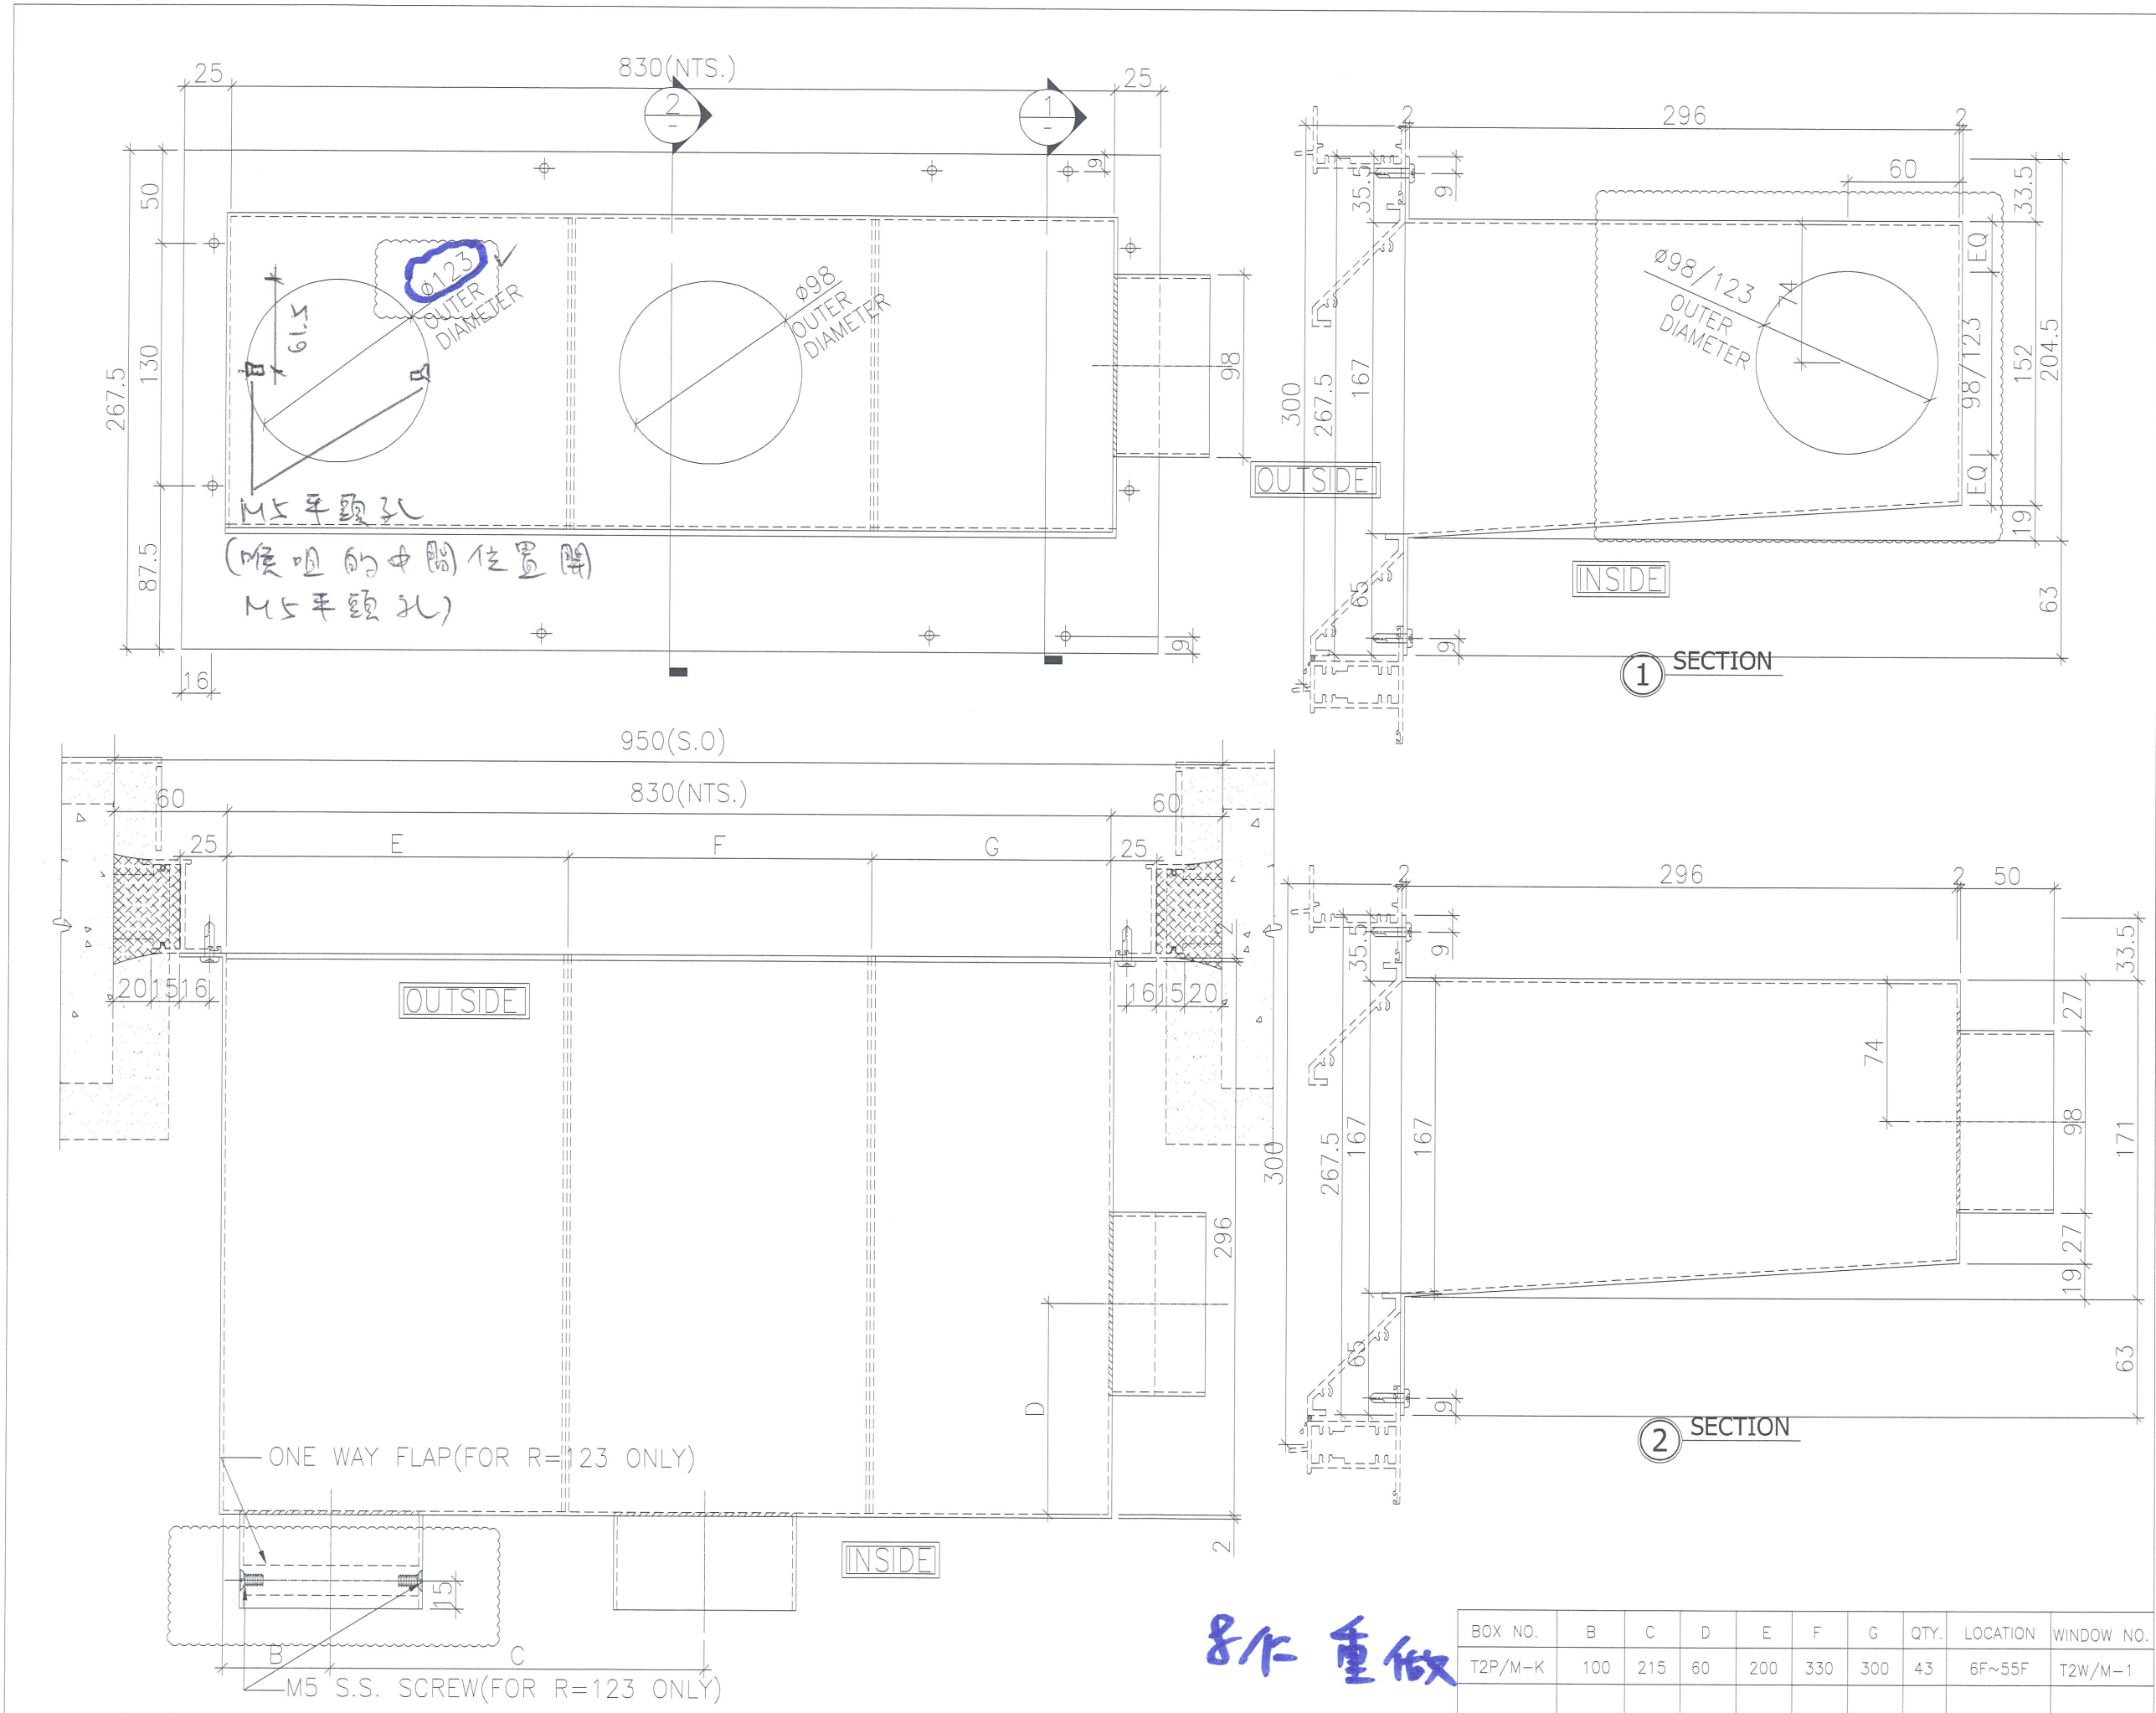 25
830(NTS.)
25
2
-
1
-
9
50
130
87.5
267.5
φ123
OUTER
DIAMETER
61.5
φ98
OUTER
DIAMETER
98
M5 平頭孔
(喉咀的中間位置開
M5 平頭孔)
16
9
2
296
2
60
35.5
9
33.5
EQ
Ø98/123
OUTER
DIAMETER
74
98/123
152
204.5
300
267.5
167
EQ
19
OUTSIDE
INSIDE
65
63
9
1
SECTION
950(S.O)
60
830(NTS.)
60
25
E
F
G
25
20
15
16
OUTSIDE
16
15
20
2
296
D
ONE WAY FLAP(FOR R=123 ONLY)
15
INSIDE
2
B
C
M5 S.S. SCREW(FOR R=123 ONLY)
2
296
2
50
35.5
9
33.5
27
74
98
171
300
267.5
167
167
27
19
65
63
9
2
SECTION
重做
BOX NO. B C D E F G QTY. LOCATION WINDOW NO.
T2P/M-K 100 215 60 200 330 300 43 6F~55F T2W/M-1